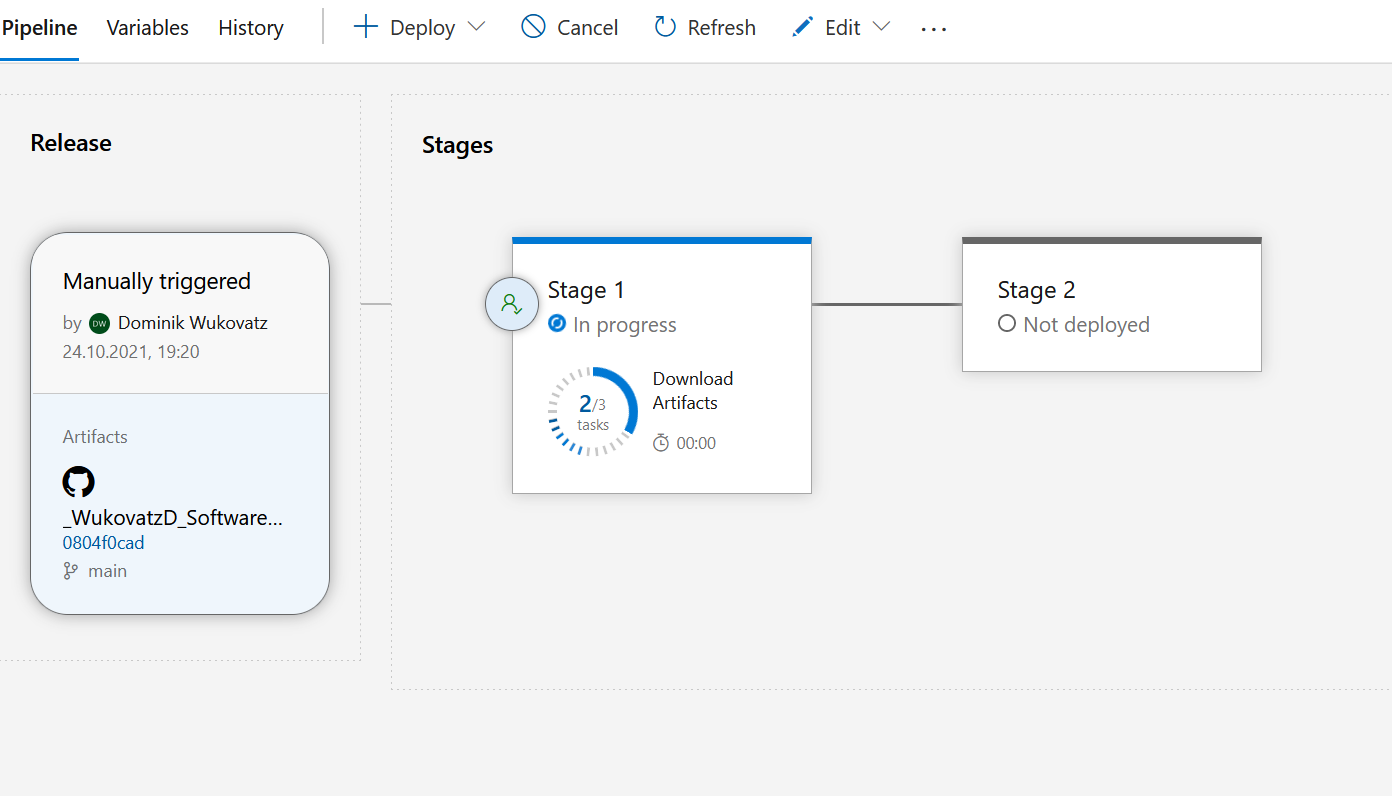 Pipeline Variables History Deploy Cancel Refresh Edit ...
Release
Manually triggered
by DW Dominik Wukovatz
24.10.2021, 19:20
Artifacts
_WukovatzD_Software...
0804f0cad
main
Stages
Stage 1
In progress
2/3
tasks
Download
Artifacts
00:00
Stage 2
Not deployed